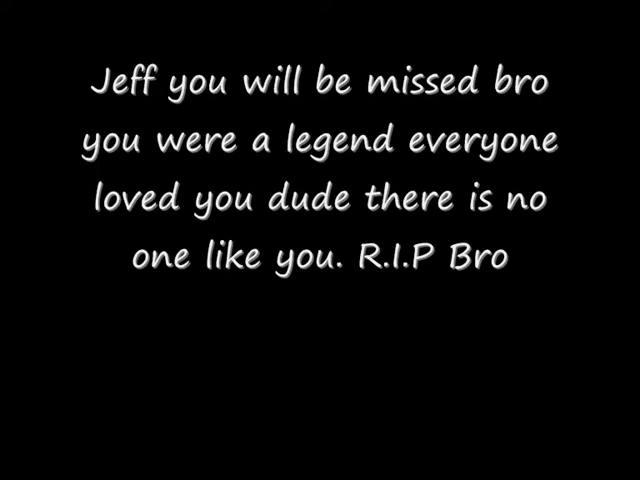 Jeff you will be missed bro
you were a legend everyone
loved you dude there is no
one like you. R.I.P Bro